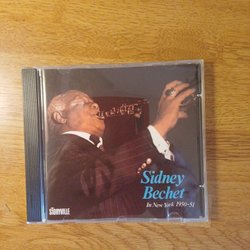 Sidney
Bechet
In New York 1950-51
STORYVILLE